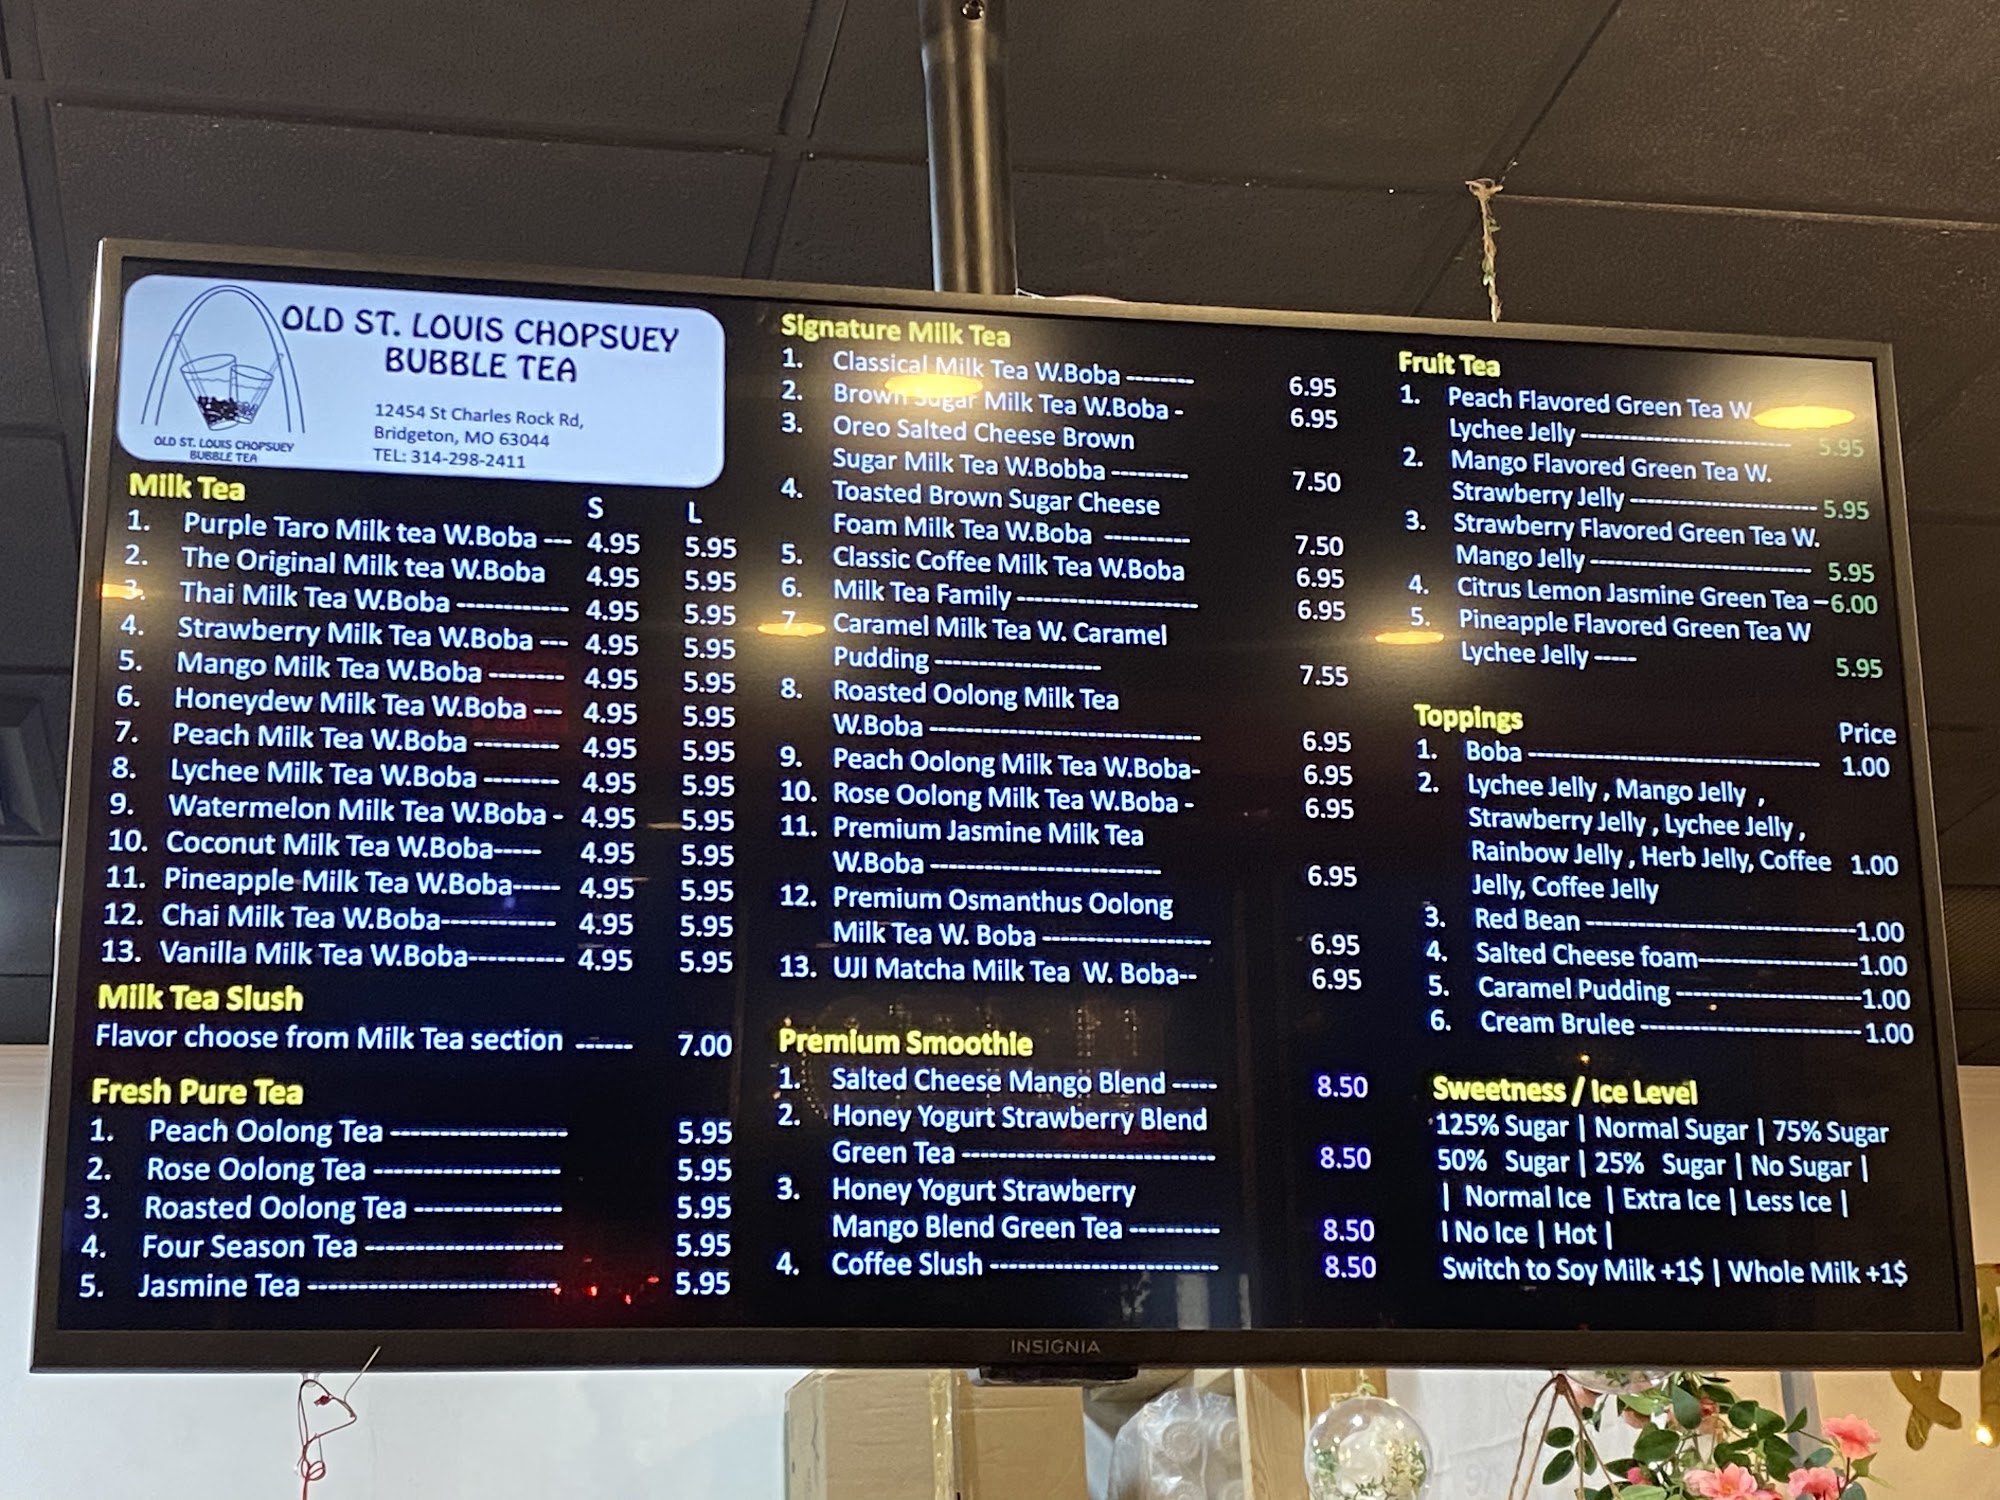 OLD ST. LOUIS CHOPSUEY
BUBBLE TEA
12454 St Charles Rock Rd,
Bridgeton, MO 63044
TEL: 314-298-2411
OLD ST. LOUIS CHOPSUEY
BUBBLE TEA
Milk Tea S L
1. Purple Taro Milk tea W.Boba --- 4.95 5.95
2. The Original Milk tea W.Boba 4.95 5.95
3. Thai Milk Tea W.Boba ------------ 4.95 5.95
4. Strawberry Milk Tea W.Boba --- 4.95 5.95
5. Mango Milk Tea W.Boba -------- 4.95 5.95
6. Honeydew Milk Tea W.Boba --- 4.95 5.95
7. Peach Milk Tea W.Boba --------- 4.95 5.95
8. Lychee Milk Tea W.Boba -------- 4.95 5.95
9. Watermelon Milk Tea W.Boba - 4.95 5.95
10. Coconut Milk Tea W.Boba----- 4.95 5.95
11. Pineapple Milk Tea W.Boba----- 4.95 5.95
12. Chai Milk Tea W.Boba------------ 4.95 5.95
13. Vanilla Milk Tea W.Boba---------- 4.95 5.95
Milk Tea Slush
Flavor choose from Milk Tea section ------ 7.00
Fresh Pure Tea
1. Peach Oolong Tea ------------------ 5.95
2. Rose Oolong Tea ------------------- 5.95
3. Roasted Oolong Tea --------------- 5.95
4. Four Season Tea -------------------- 5.95
5. Jasmine Tea ------------------------- 5.95
Signature Milk Tea
1. Classical Milk Tea W.Boba -------- 6.95
2. Brown Sugar Milk Tea W.Boba - 6.95
3. Oreo Salted Cheese Brown
Sugar Milk Tea W.Bobba --------- 7.50
4. Toasted Brown Sugar Cheese
Foam Milk Tea W.Boba ---------- 7.50
5. Classic Coffee Milk Tea W.Boba 6.95
6. Milk Tea Family --------------------- 6.95
7. Caramel Milk Tea W. Caramel
Pudding ------------------- 7.55
8. Roasted Oolong Milk Tea
W.Boba ------------------------------ 6.95
9. Peach Oolong Milk Tea W.Boba- 6.95
10. Rose Oolong Milk Tea W.Boba - 6.95
11. Premium Jasmine Milk Tea
W.Boba ------------------------- 6.95
12. Premium Osmanthus Oolong
Milk Tea W. Boba ------------------ 6.95
13. UJI Matcha Milk Tea W. Boba-- 6.95
Premium Smoothie
1. Salted Cheese Mango Blend ----- 8.50
2. Honey Yogurt Strawberry Blend
Green Tea ---------------------------- 8.50
3. Honey Yogurt Strawberry
Mango Blend Green Tea ---------- 8.50
4. Coffee Slush ------------------------- 8.50
Fruit Tea
1. Peach Flavored Green Tea W
Lychee Jelly ------------------------ 5.95
2. Mango Flavored Green Tea W.
Strawberry Jelly --------------------- 5.95
3. Strawberry Flavored Green Tea W.
Mango Jelly ------------------------- 5.95
4. Citrus Lemon Jasmine Green Tea –6.00
5. Pineapple Flavored Green Tea W
Lychee Jelly ----- 5.95
Toppings Price
1. Boba --------------------------------- 1.00
2. Lychee Jelly , Mango Jelly ,
Strawberry Jelly , Lychee Jelly ,
Rainbow Jelly , Herb Jelly, Coffee 1.00
Jelly, Coffee Jelly
3. Red Bean ------------------------------1.00
4. Salted Cheese foam-----------------1.00
5. Caramel Pudding --------------------1.00
6. Cream Brulee ------------------------1.00
Sweetness / Ice Level
125% Sugar | Normal Sugar | 75% Sugar
50% Sugar | 25% Sugar | No Sugar |
| Normal Ice | Extra Ice | Less Ice |
I No Ice | Hot |
Switch to Soy Milk +1$ | Whole Milk +1$
INSIGNIA